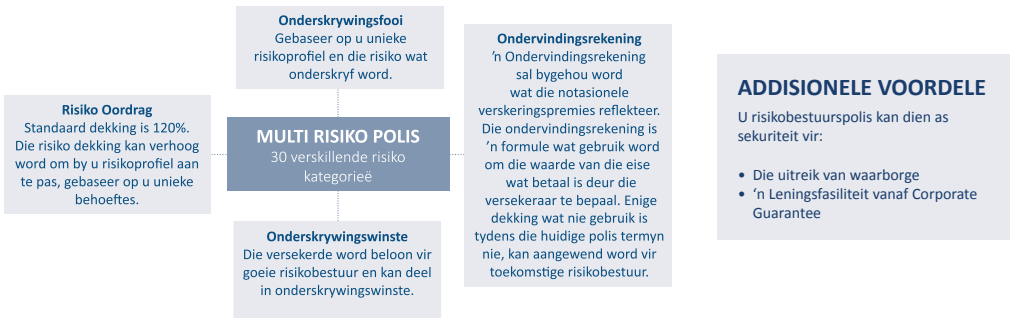 Onderskrywingsfooi
Gebaseer op u unieke
risikoprofiel en die risiko wat
onderskryf word.
Risiko Oordrag
Standaard dekking is 120%.
Die risiko dekking kan verhoog
word om by u risikoprofiel aan
te pas, gebaseer op u unieke
behoeftes.
MULTI RISIKO POLIS
30 verskillende risiko
kategorieë
Onderskrywingswinste
Die versekerde word beloon vir
goeie risikobestuur en kan deel
in onderskrywingswinste.
Ondervindingsrekening
’n Ondervindingsrekening
sal bygehou word
wat die notasionele
verskeringspremies reflekteer.
Die ondervindingsrekening is
’n formule wat gebruik word
om die waarde van die eise
wat betaal is deur die
versekeraar te bepaal. Enige
dekking wat nie gebruik is
tydens die huidige polis termyn
nie, kan aangewend word vir
toekomstige risikobestuur.
ADDISIONELE VOORDELE
U risikobestuurspolis kan dien as
sekuriteit vir:
• Die uitreik van waarborge
• ‘n Leningsfasiliteit vanaf Corporate
Guarantee